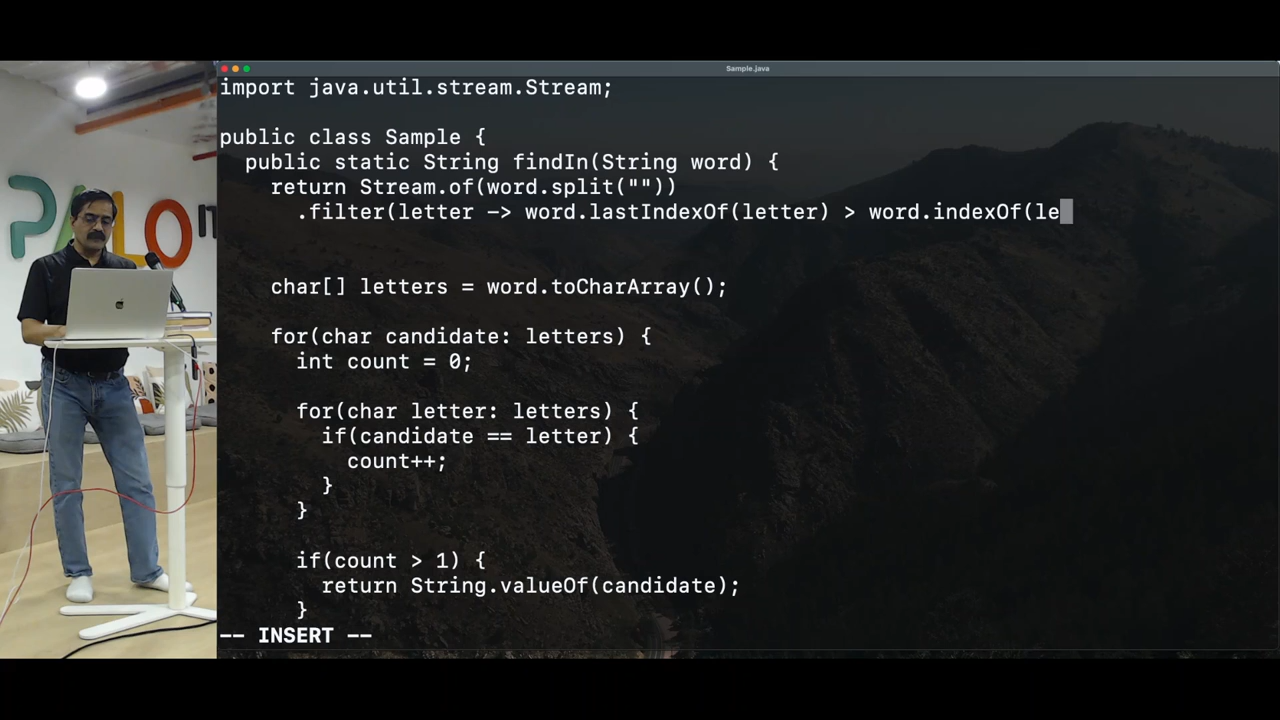 PALO
Sample.java
import java.util.stream.Stream;
public class Sample {
public static String findIn(String word) {
return Stream.of(word.split(""))
.filter(letter -> word.lastIndexOf(letter) > word.indexOf(le
char[] letters = word.toCharArray();
for(char candidate: letters) {
int count = 0;
for(char letter: letters) {
if(candidate == letter) {
count++;
}
}
if(count > 1) {
return String.valueOf(candidate);
}
-- INSERT --